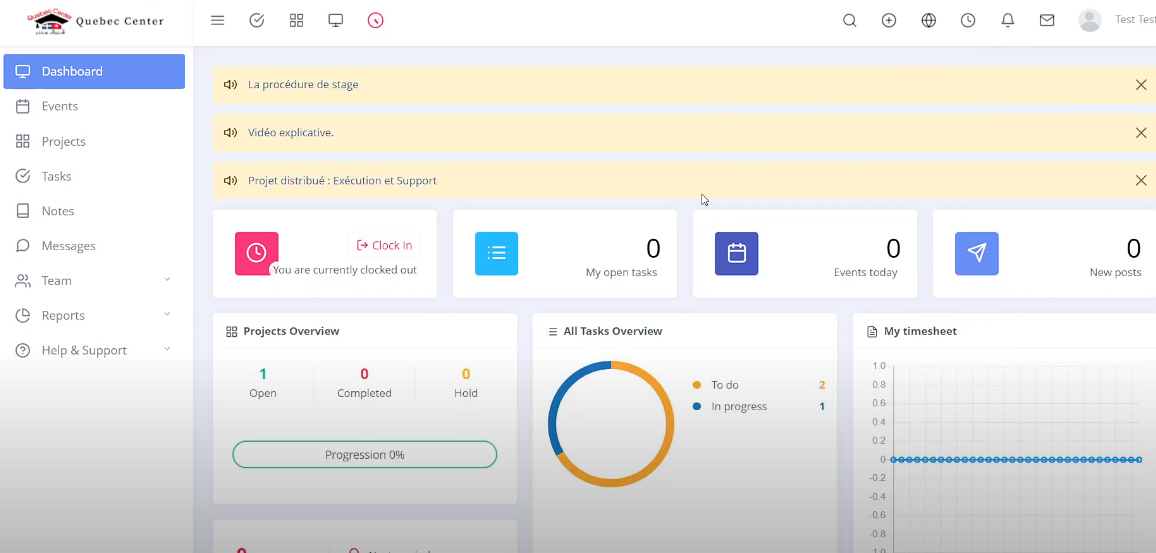 Quebec Center
Test Test
Dashboard
Events
Projects
Tasks
Notes
Messages
Team
Reports
Help & Support
La procédure de stage
Vidéo explicative.
Projet distribué : Exécution et Support
Clock In
You are currently clocked out
0
My open tasks
0
Events today
0
New posts
Projects Overview
1
Open
0
Completed
0
Hold
Progression 0%
All Tasks Overview
To do 2
In progress 1
My timesheet
1.0
0.8
0.6
0.4
0.2
0
-0.2
-0.4
-0.6
-0.8